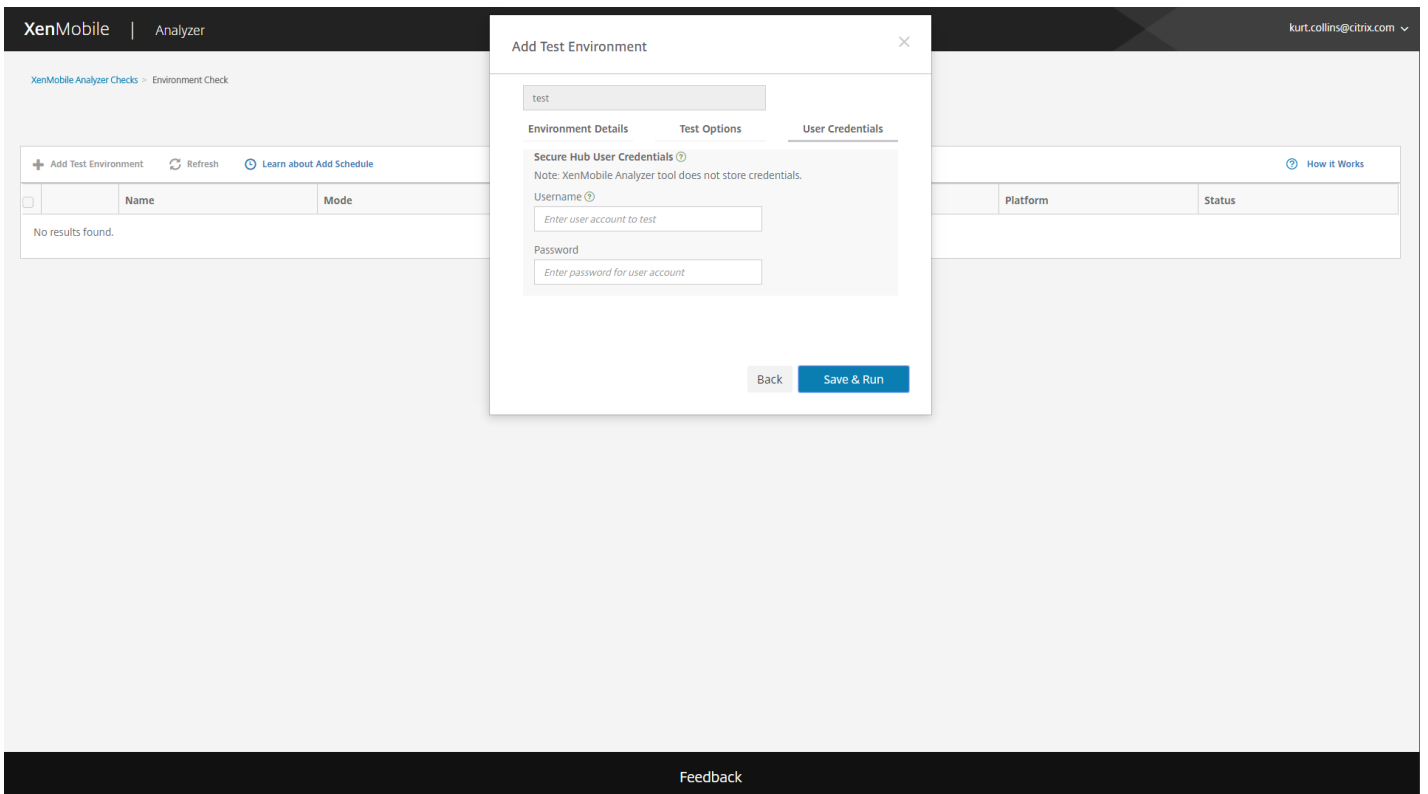 XenMobile | Analyzer
kurt.collins@citrix.com
XenMobile Analyzer Checks > Environment Check
Add Test Environment
test
Environment Details Test Options User Credentials
Secure Hub User Credentials
Note: XenMobile Analyzer tool does not store credentials.
Username
Enter user account to test
Password
Enter password for user account
Back Save & Run
Add Test Environment Refresh Learn about Add Schedule How it Works
Name Mode Platform Status
No results found.
Feedback